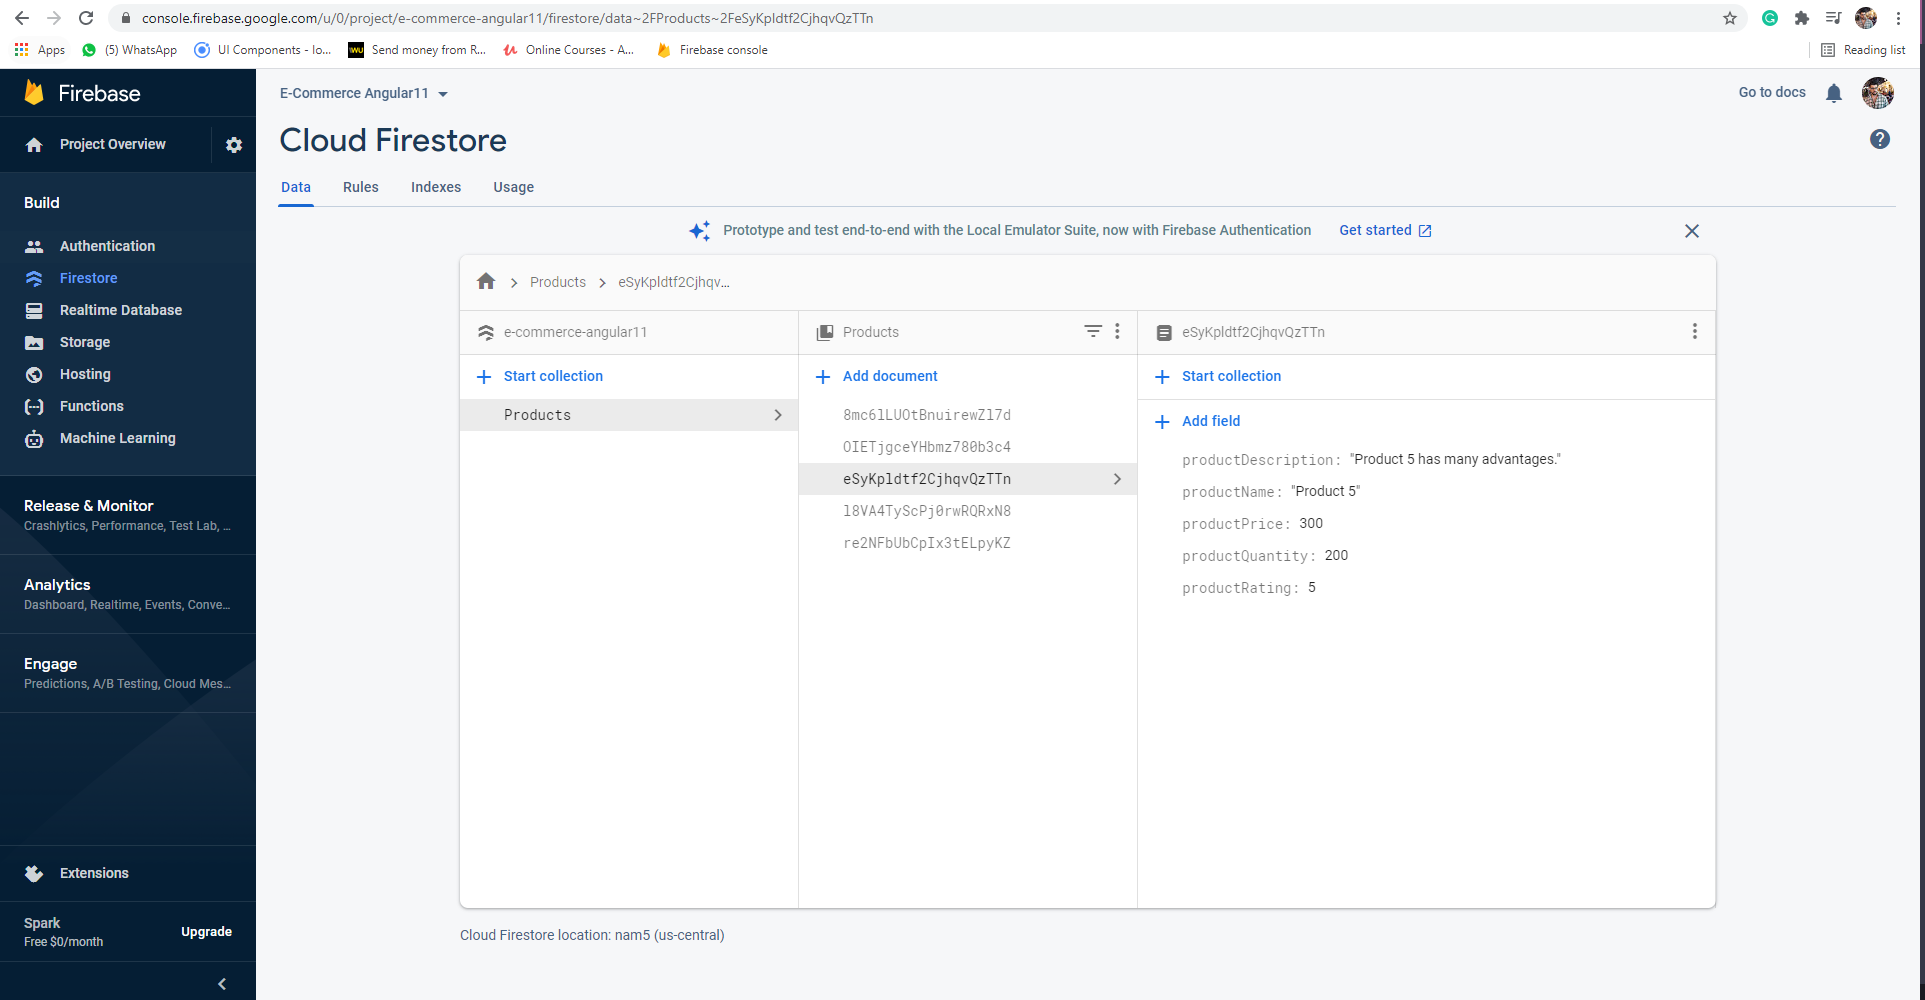 console.firebase.google.com/u/0/project/e-commerce-angular11/firestore/data~2FProducts~2FeSyKpldtf2CjhqvQzTTn
Apps
(5) WhatsApp
UI Components - Io...
WU
Send money from R...
Online Courses - A...
Firebase console
Reading list
Firebase
Project Overview
Build
Authentication
Firestore
Realtime Database
Storage
Hosting
Functions
Machine Learning
Release & Monitor
Crashlytics, Performance, Test Lab, ...
Analytics
Dashboard, Realtime, Events, Conve...
Engage
Predictions, A/B Testing, Cloud Mes...
Extensions
Spark
Free $0/month
Upgrade
E-Commerce Angular11
Go to docs
Cloud Firestore
Data
Rules
Indexes
Usage
Prototype and test end-to-end with the Local Emulator Suite, now with Firebase Authentication
Get started
Products
eSyKpldtf2Cjhqv...
e-commerce-angular11
Start collection
Products
Products
Add document
8mc6lLUOtBnuirewZl7d
OIETjgceYHbmz780b3c4
eSyKpldtf2CjhqvQzTTn
l8VA4TyScPj0rwRQRxN8
re2NFbUbCpIx3tELpyKZ
eSyKpldtf2CjhqvQzTTn
Start collection
Add field
productDescription: "Product 5 has many advantages."
productName: "Product 5"
productPrice: 300
productQuantity: 200
productRating: 5
Cloud Firestore location: nam5 (us-central)